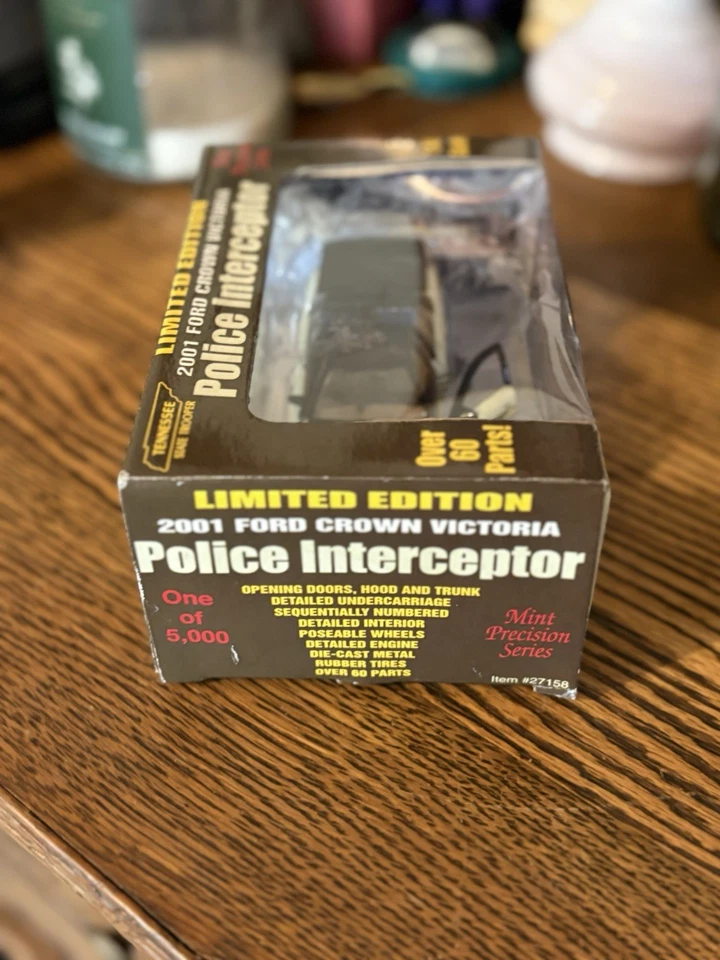 LIMITED EDITION
2001 FORD CROWN VICTORIA
Police Interceptor
TENNESSEE
STATE TROOPER
Over
60
Parts!
LIMITED EDITION
2001 FORD CROWN VICTORIA
Police Interceptor
One
of
5,000
OPENING DOORS, HOOD AND TRUNK
DETAILED UNDERCARRIAGE
SEQUENTIALLY NUMBERED
DETAILED INTERIOR
POSEABLE WHEELS
DETAILED ENGINE
DIE-CAST METAL
RUBBER TIRES
OVER 60 PARTS
Mint
Precision
Series
Item #27158